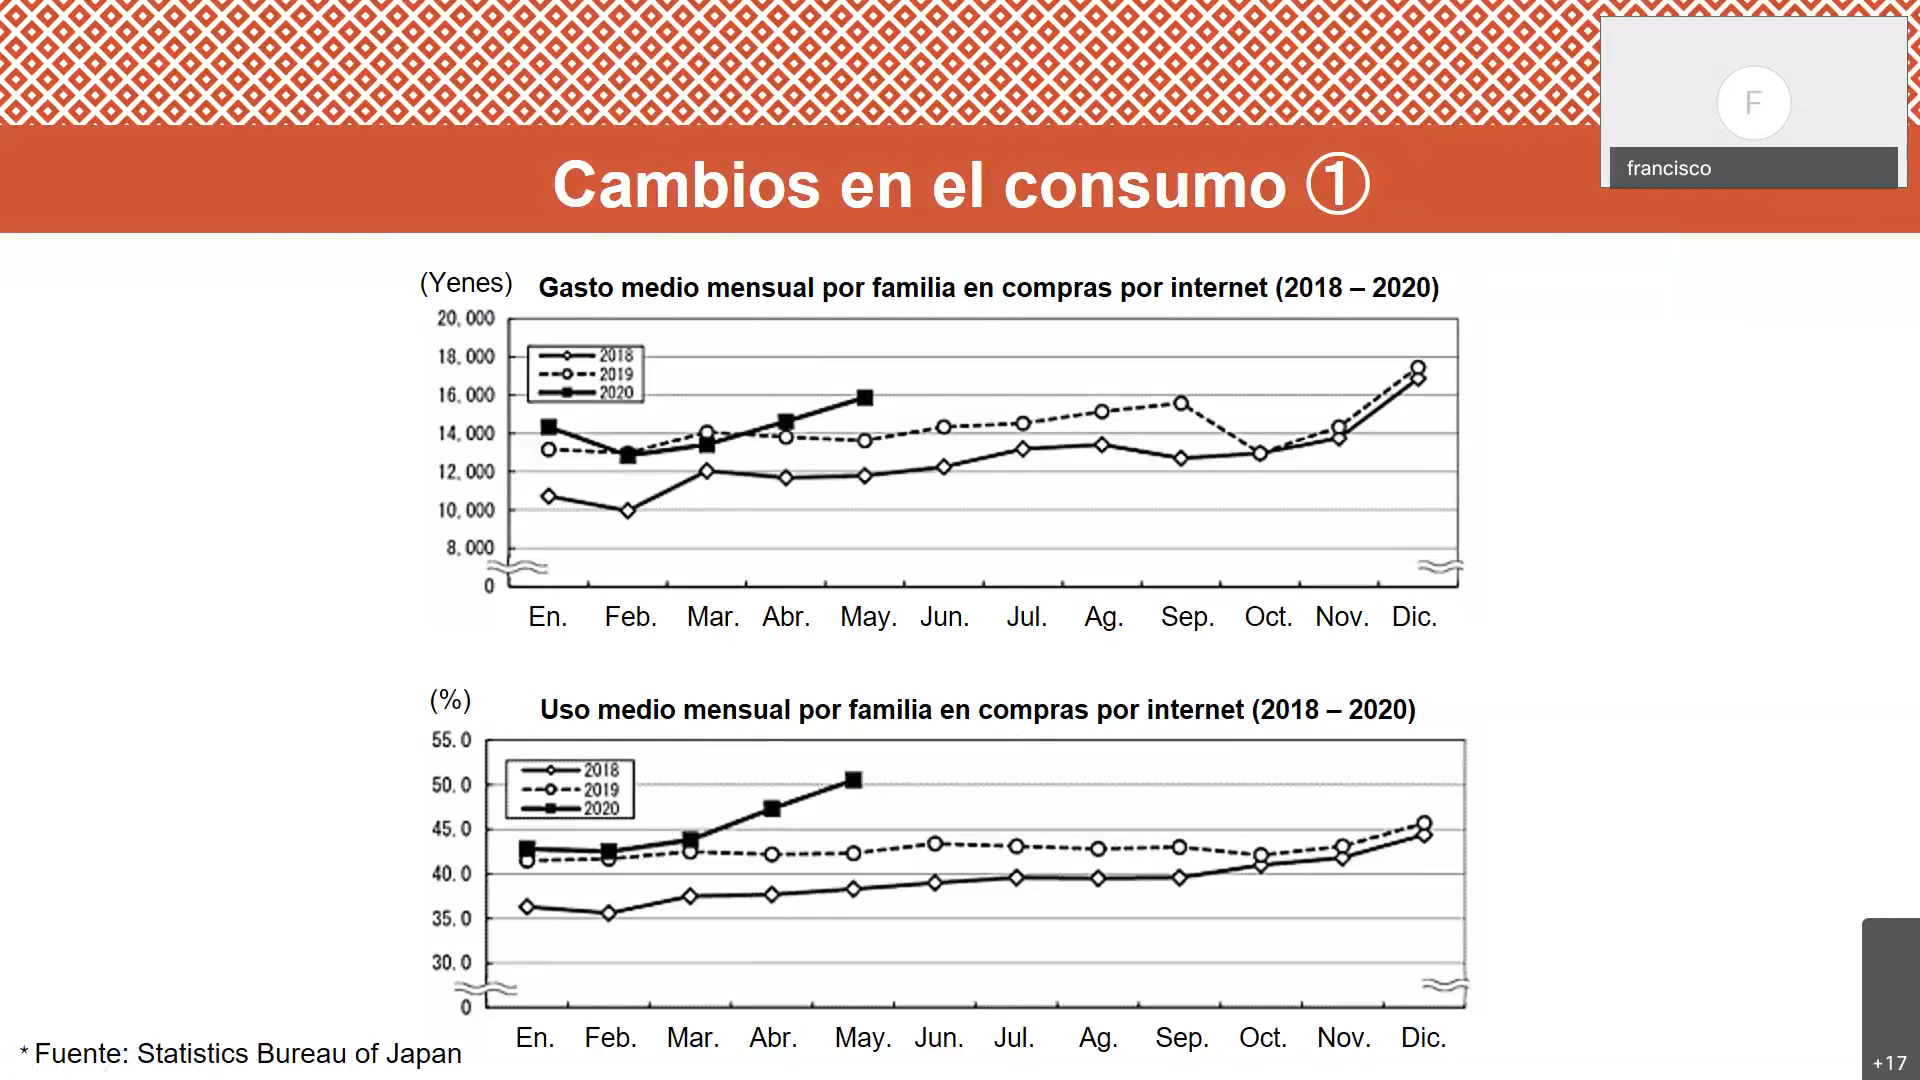 Cambios en el consumo ①
F
francisco
(Yenes) Gasto medio mensual por familia en compras por internet (2018 – 2020)
20,000
18,000
16,000
14,000
12,000
10,000
8,000
0
2018
2019
2020
En. Feb. Mar. Abr. May. Jun. Jul. Ag. Sep. Oct. Nov. Dic.
(%) Uso medio mensual por familia en compras por internet (2018 – 2020)
55.0
50.0
45.0
40.0
35.0
30.0
0
2018
2019
2020
En. Feb. Mar. Abr. May. Jun. Jul. Ag. Sep. Oct. Nov. Dic.
* Fuente: Statistics Bureau of Japan
+17